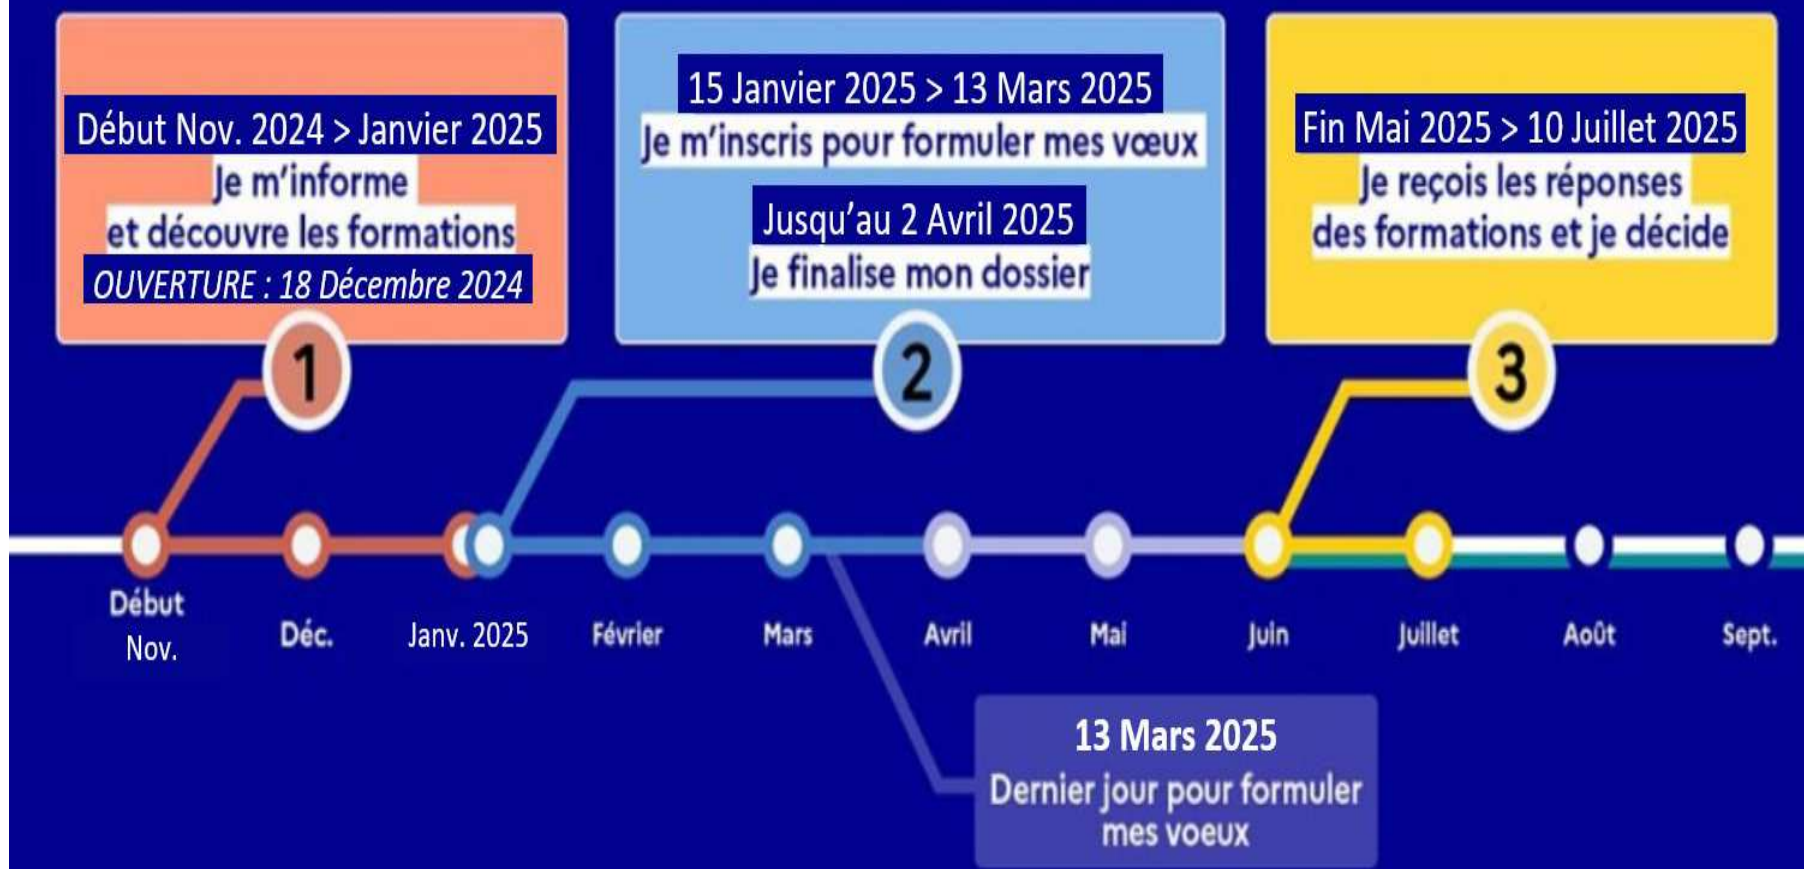 Début Nov. 2024 > Janvier 2025
Je m'informe
et découvre les formations
OUVERTURE : 18 Décembre 2024
1
15 Janvier 2025 > 13 Mars 2025
Je m'inscris pour formuler mes vœux
Jusqu'au 2 Avril 2025
Je finalise mon dossier
2
Fin Mai 2025 > 10 Juillet 2025
Je reçois les réponses
des formations et je décide
3
Début
Nov.
Déc.
Janv. 2025
Février
Mars
Avril
Mai
Juin
Juillet
Août
Sept.
13 Mars 2025
Dernier jour pour formuler
mes voeux